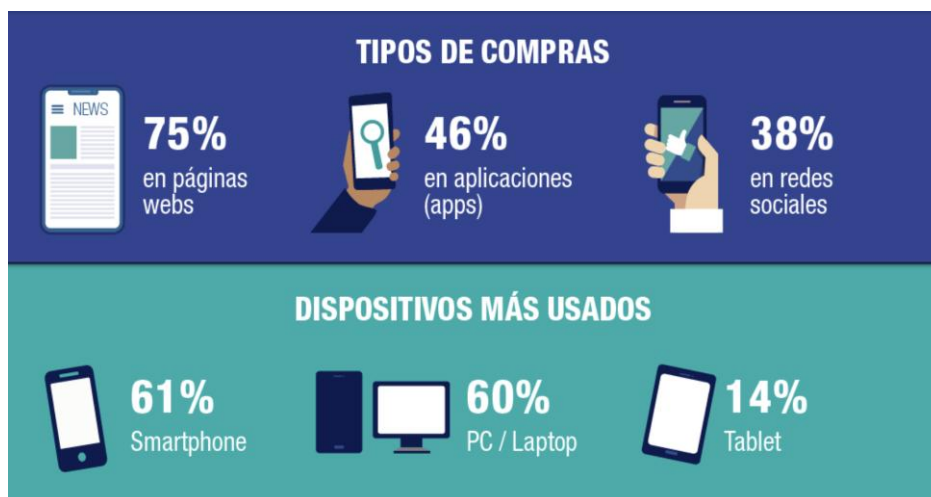 TIPOS DE COMPRAS
NEWS
75%
en páginas
webs
46%
en aplicaciones
(apps)
38%
en redes
sociales
DISPOSITIVOS MÁS USADOS
61%
Smartphone
60%
PC / Laptop
14%
Tablet